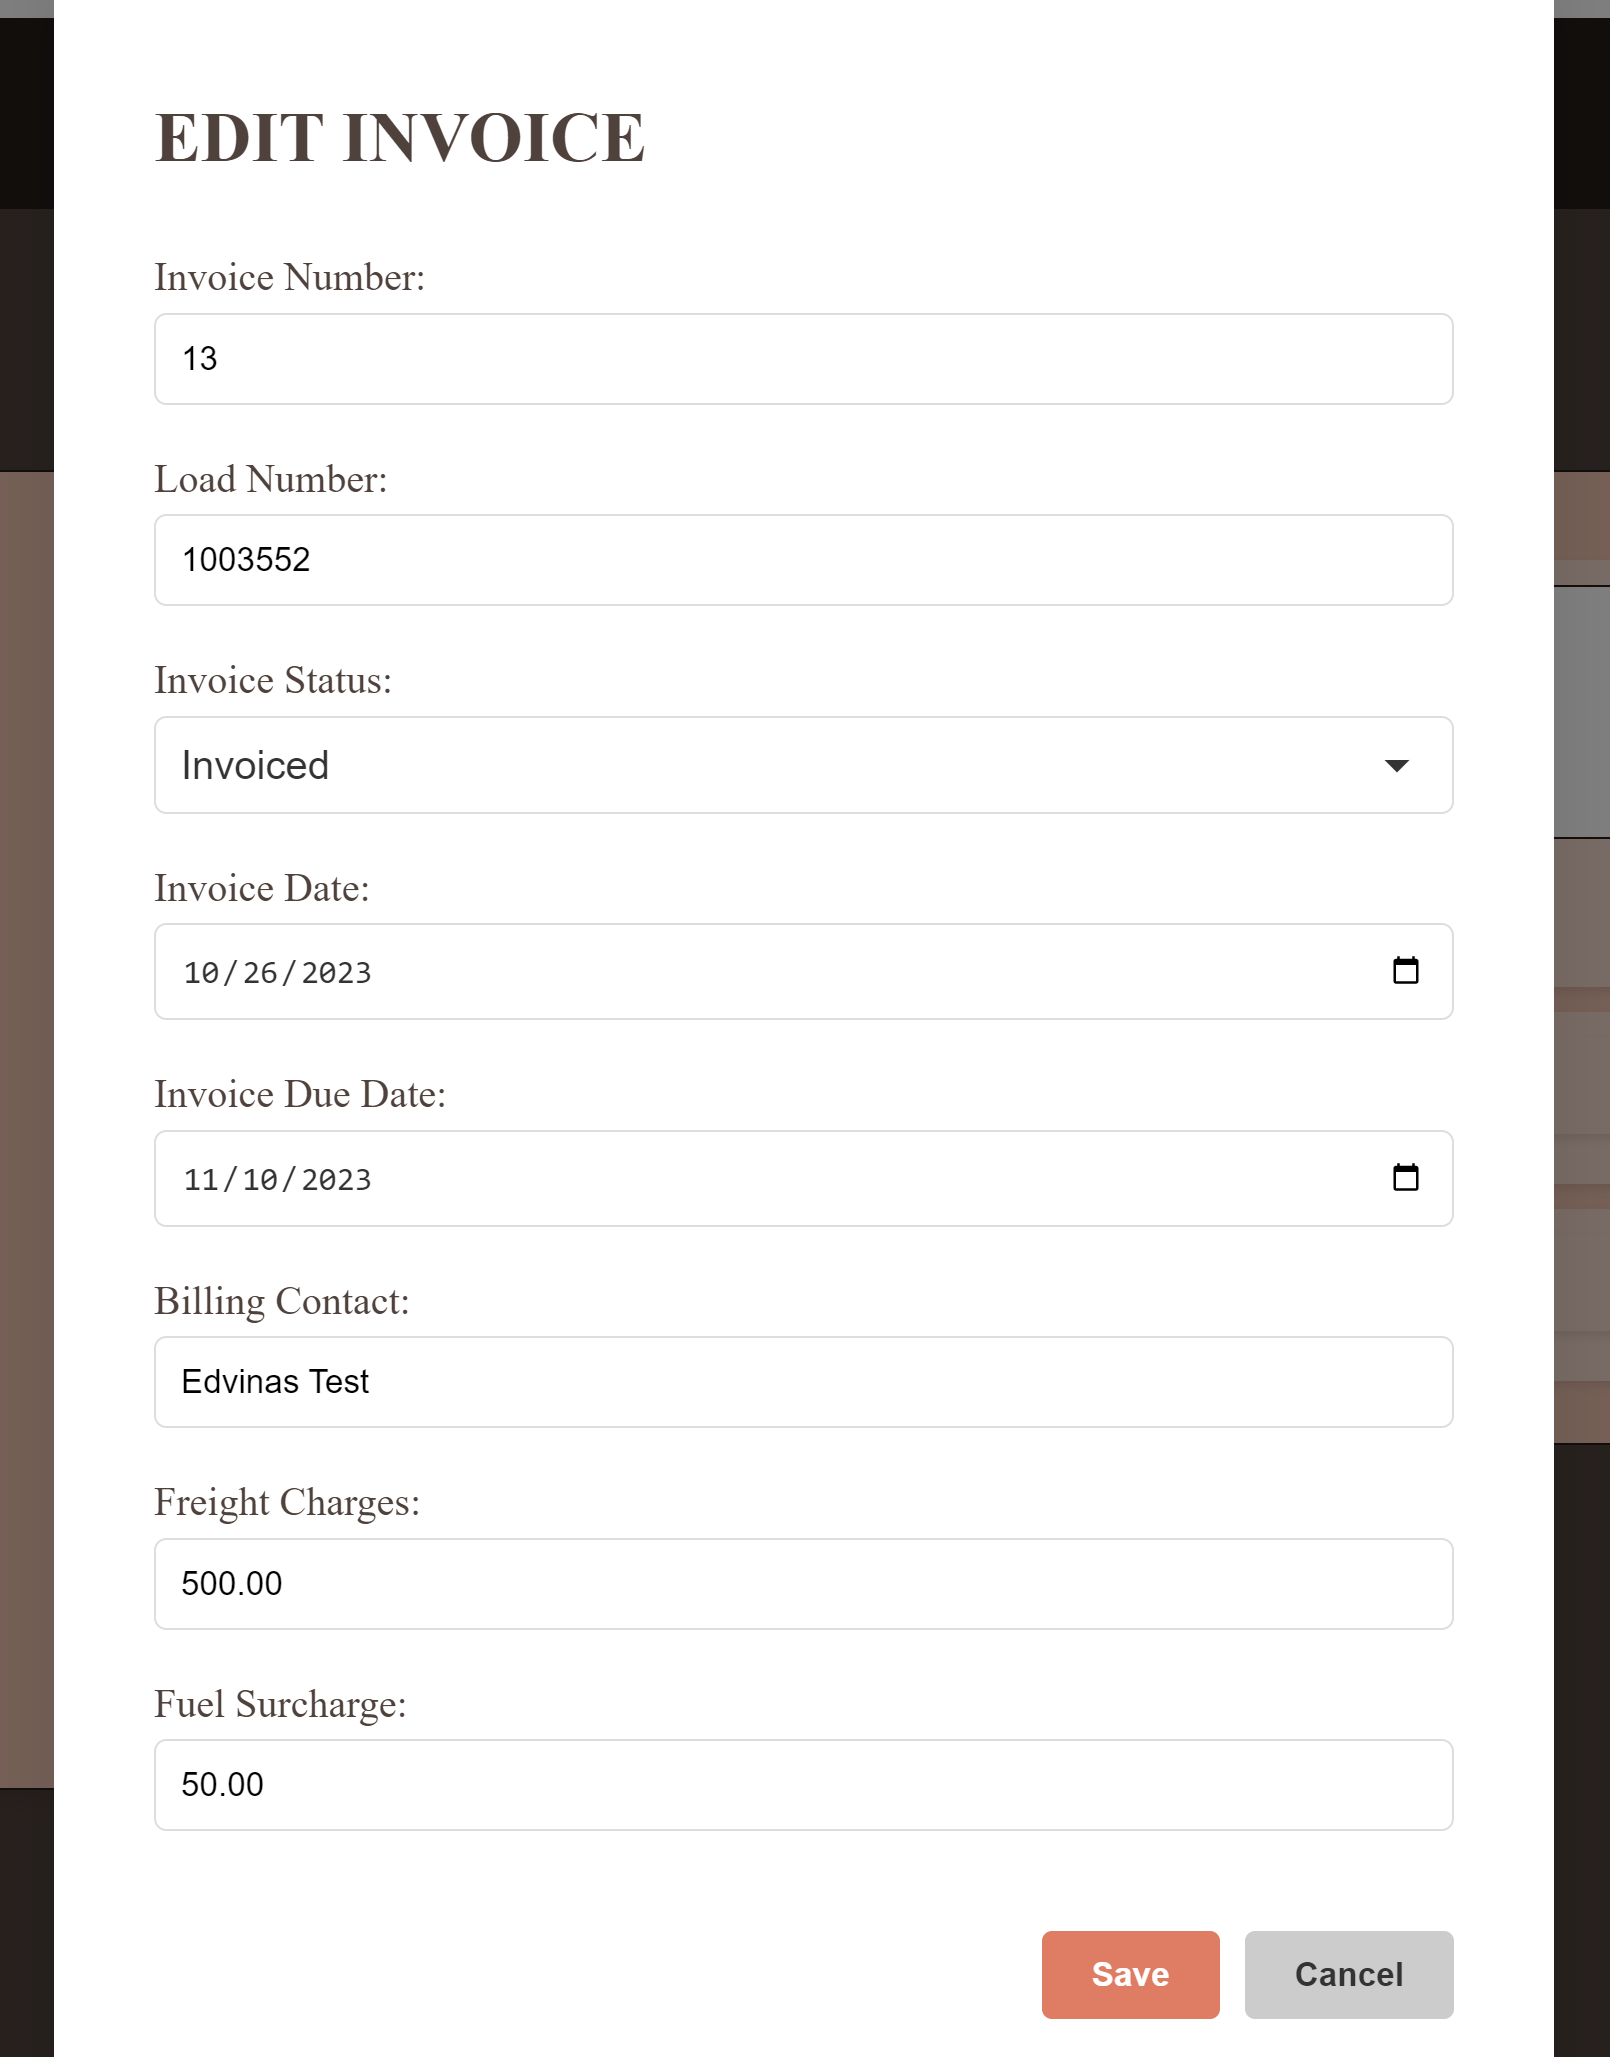 EDIT INVOICE
Invoice Number:
13
Load Number:
1003552
Invoice Status:
Invoiced
Invoice Date:
10/26/2023
Invoice Due Date:
11/10/2023
Billing Contact:
Edvinas Test
Freight Charges:
500.00
Fuel Surcharge:
50.00
Save Cancel